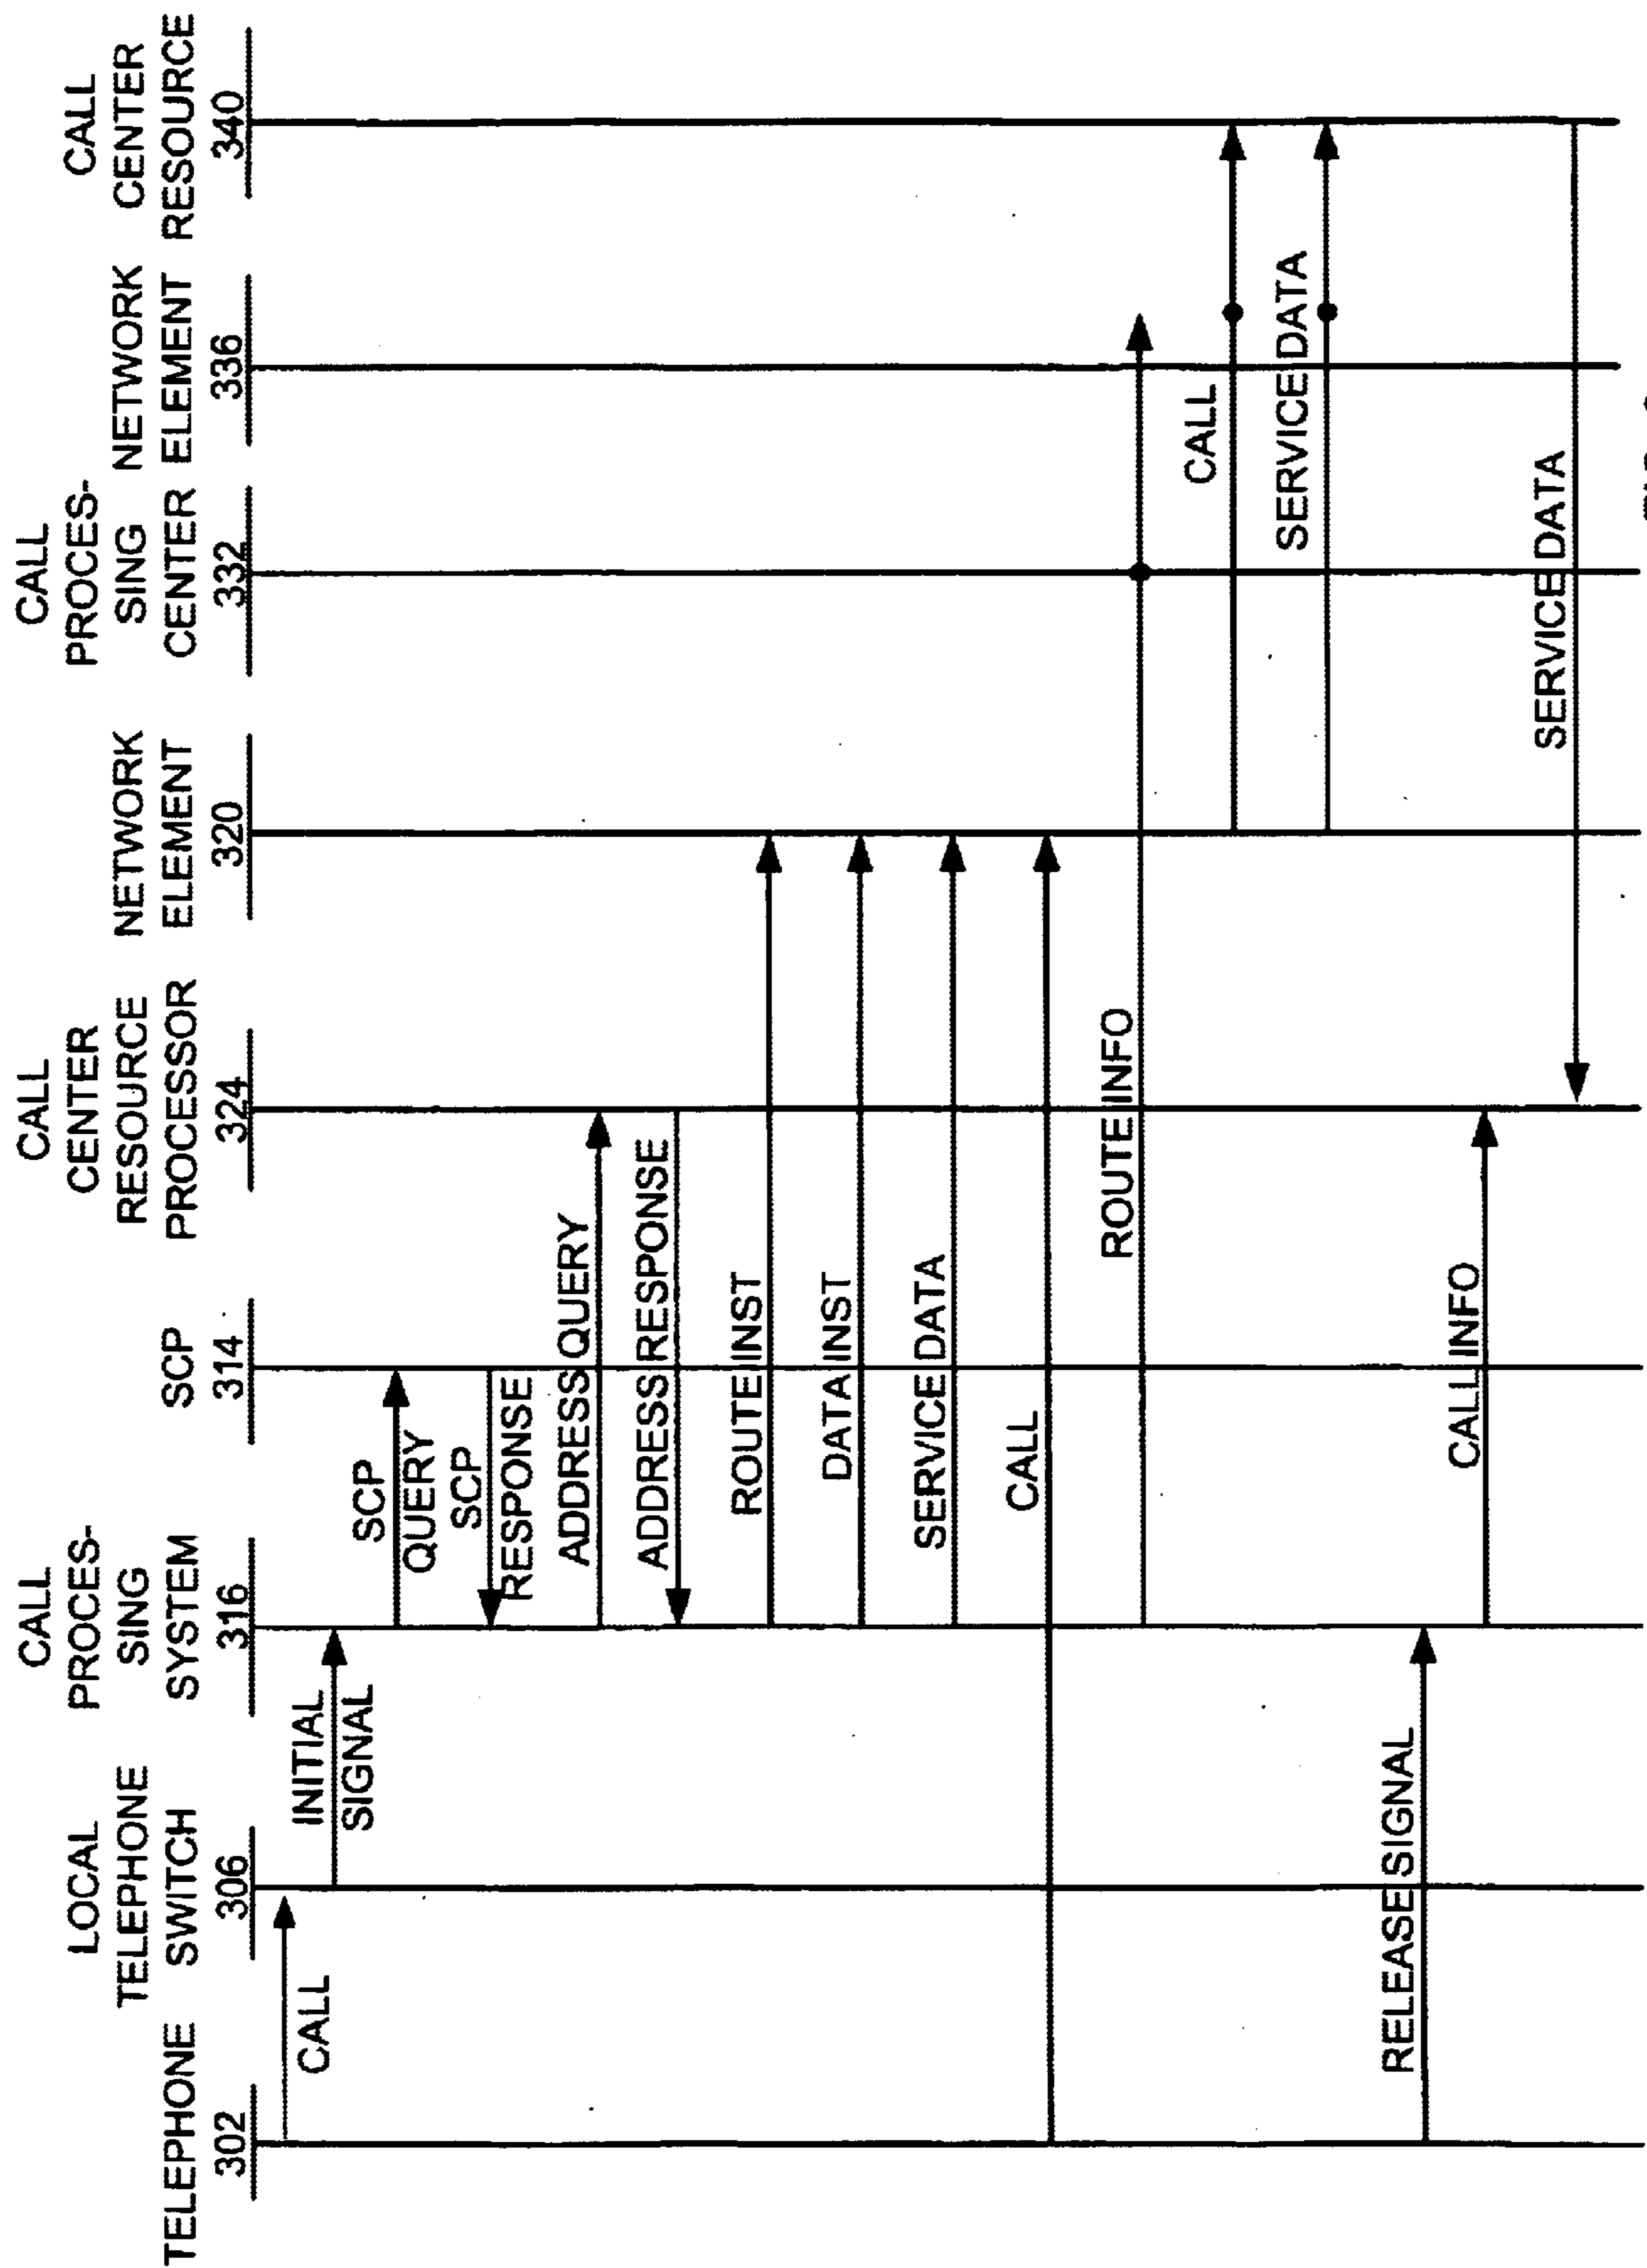 TELEPHONE
302
LOCAL
TELEPHONE
SWITCH
306
CALL
PROCES-
SING
SYSTEM
316
SCP
314
CALL
CENTER
RESOURCE
PROCESSOR
324
NETWORK
ELEMENT
320
CALL
PROCES-
SING
CENTER
332
NETWORK
ELEMENT
336
CALL
CENTER
RESOURCE
340
CALL
INITIAL
SIGNAL
SCP
QUERY
SCP
RESPONSE
ADDRESS QUERY
ADDRESS RESPONSE
ROUTE INST
DATA INST
SERVICE DATA
CALL
ROUTE INFO
CALL
SERVICE DATA
RELEASE SIGNAL
CALL INFO
SERVICE DATA